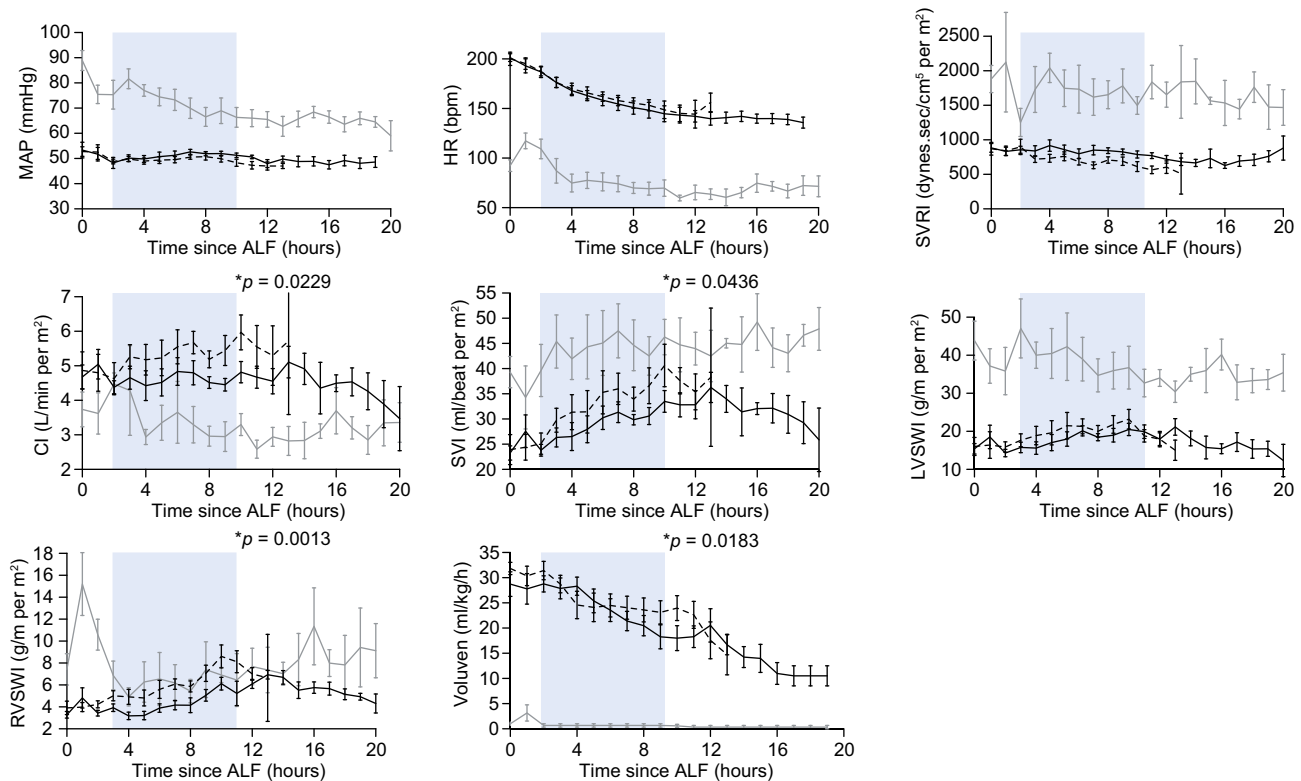 MAP (mmHg)
100
90
80
70
60
50
40
30
0 4 8 12 16 20
Time since ALF (hours)
HR (bpm)
200
150
100
50
0 4 8 12 16 20
Time since ALF (hours)
SVRI (dynes.sec/cm⁵ per m²)
2500
2000
1500
1000
500
0
0 4 8 12 16 20
Time since ALF (hours)
*p = 0.0229
CI (L/min per m²)
7
6
5
4
3
2
0 4 8 12 16 20
Time since ALF (hours)
*p = 0.0436
SVI (ml/beat per m²)
55
50
45
40
35
30
25
20
0 4 8 12 16 20
Time since ALF (hours)
LVSWI (g/m per m²)
50
40
30
20
10
0 4 8 12 16 20
Time since ALF (hours)
*p = 0.0013
RVSWI (g/m per m²)
18
16
14
12
10
8
6
4
2
0 4 8 12 16 20
Time since ALF (hours)
*p = 0.0183
Voluven (ml/kg/h)
35
30
25
20
15
10
5
0
0 4 8 12 16 20
Time since ALF (hours)